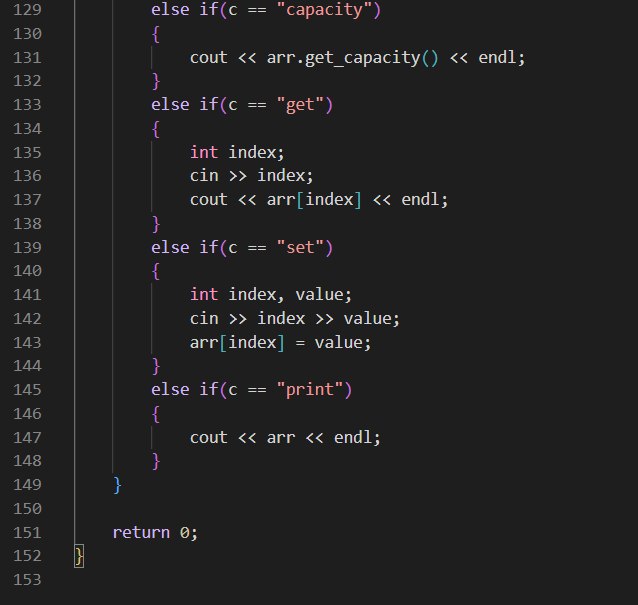 129 else if(c == "capacity")
130 {
131 cout << arr.get_capacity() << endl;
132 }
133 else if(c == "get")
134 {
135 int index;
136 cin >> index;
137 cout << arr[index] << endl;
138 }
139 else if(c == "set")
140 {
141 int index, value;
142 cin >> index >> value;
143 arr[index] = value;
144 }
145 else if(c == "print")
146 {
147 cout << arr << endl;
148 }
149 }
150
151 return 0;
152 }
153